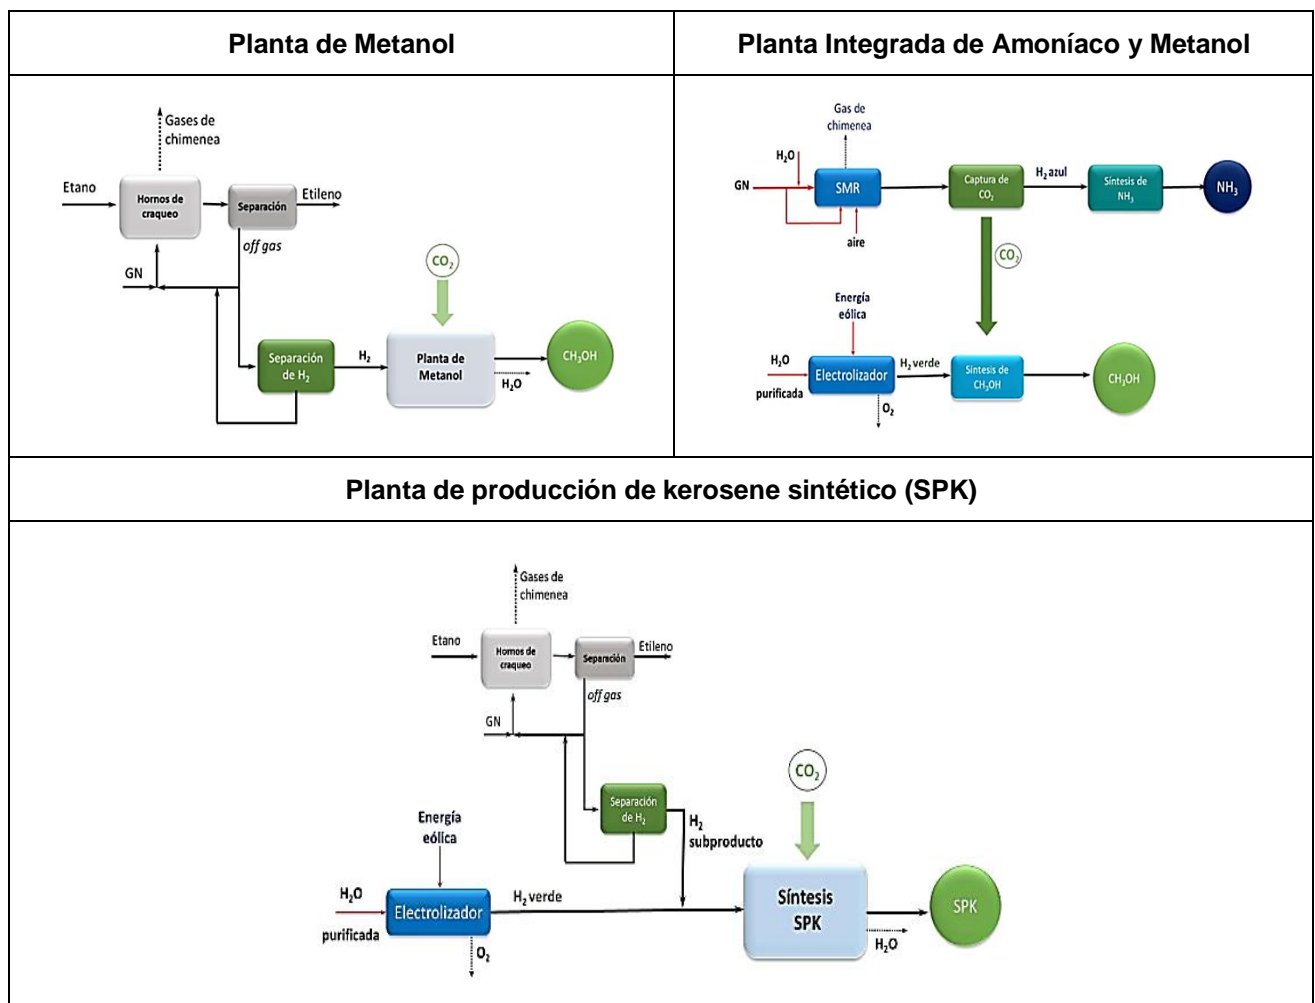 Planta de Metanol
Gases de
chimenea
Etano
Hornos de
craqueo
Separación
Etileno
off gas
GN
CO₂
Separación
de H₂
H₂
Planta de
Metanol
H₂O
CH₃OH
Planta Integrada de Amoníaco y Metanol
Gas de
chimenea
H₂O
GN
SMR
aire
Captura de
CO₂
H₂ azul
Síntesis de
NH₃
NH₃
CO₂
Energía
eólica
H₂O
purificada
Electrolizador
O₂
H₂ verde
Síntesis de
CH₃OH
CH₃OH
Planta de producción de kerosene sintético (SPK)
Gases de
chimenea
Etano
Hornos de
craqueo
Separación
Etileno
off gas
GN
Separación
de H₂
H₂
subproducto
CO₂
Energía
eólica
H₂O
purificada
Electrolizador
O₂
H₂ verde
Síntesis
SPK
H₂O
SPK